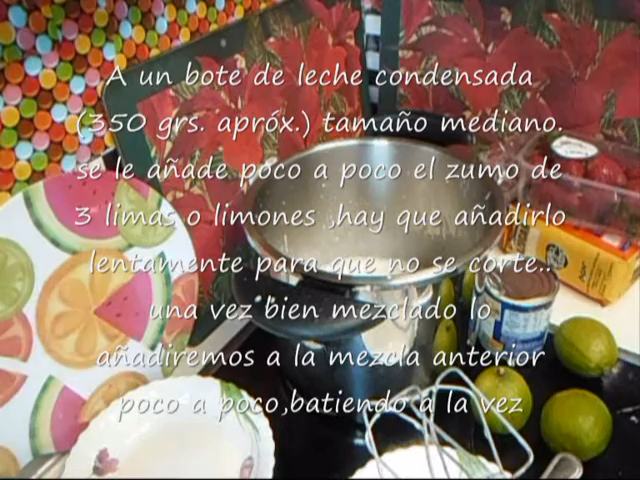 A un bote de leche condensada
(350 grs. apróx.) tamaño mediano.
se le añade poco a poco el zumo de
3 limas o limones ,hay que añadirlo
lentamente para que no se corte..
una vez bien mezclado lo
añadiremos a la mezcla anterior
poco a poco,batiendo a la vez